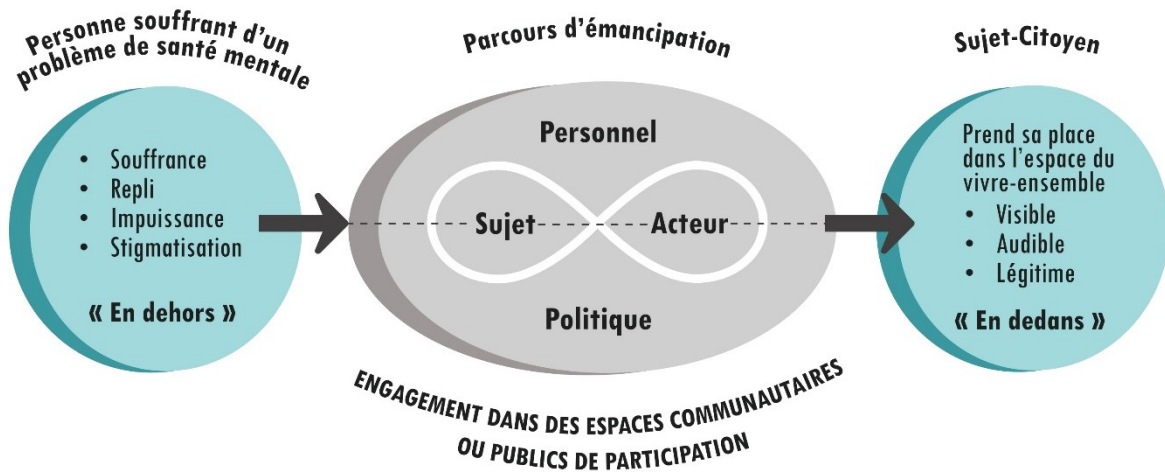 Personne souffrant d'un
problème de santé mentale
• Souffrance
• Repli
• Impuissance
• Stigmatisation
« En dehors »
Parcours d'émancipation
Personnel
Sujet
Acteur
Politique
ENGAGEMENT DANS DES ESPACES COMMUNAUTAIRES
OU PUBLICS DE PARTICIPATION
Sujet-Citoyen
Prend sa place
dans l'espace du
vivre-ensemble
• Visible
• Audible
• Légitime
« En dedans »